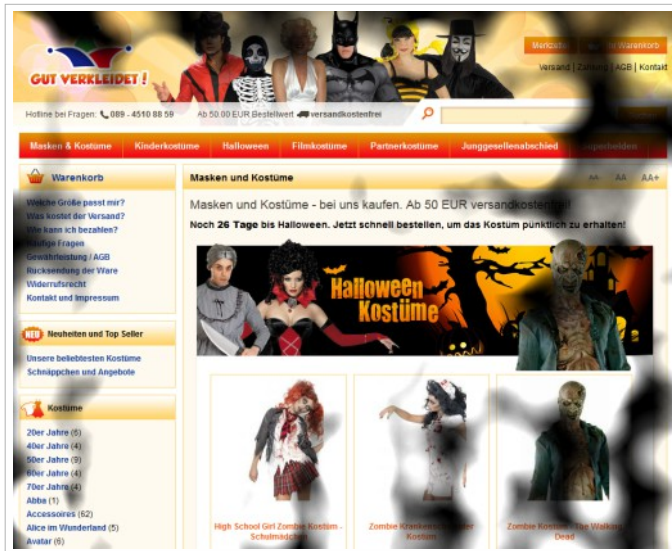 GUT VERKLEIDET!
Merkzettel
Warenkorb
Versand | Zahlung | AGB | Kontakt
Hotline bei Fragen: 089 - 4510 88 59
Ab 50.00 EUR Bestellwert versandkostenfrei
Masken & Kostüme Kinderkostüme Halloween Filmkostüme Partnerkostüme Junggesellenabschied Superhelden
Warenkorb
Welche Größe passt mir?
Was kostet der Versand?
Wie kann ich bezahlen?
Häufige Fragen
Gewährleistung / AGB
Rücksendung der Ware
Widerrufsrecht
Kontakt und Impressum
NEU Neuheiten und Top Seller
Unsere beliebtesten Kostüme
Schnäppchen und Angebote
Kostüme
20er Jahre (5)
40er Jahre (4)
50er Jahre (9)
60er Jahre (4)
70er Jahre (4)
Abba (1)
Accessoires (62)
Alice im Wunderland (5)
Avatar (6)
Masken und Kostüme
AA- AA AA+
Masken und Kostüme - bei uns kaufen. Ab 50 EUR versandkostenfrei!
Noch 26 Tage bis Halloween. Jetzt schnell bestellen, um das Kostüm pünktlich zu erhalten!
Halloween
Kostüme
High School Girl Zombie Kostüm -
Schulmädchen
Zombie Krankenschwester
Kostüm
Zombie Kostüm - The Walking
Dead